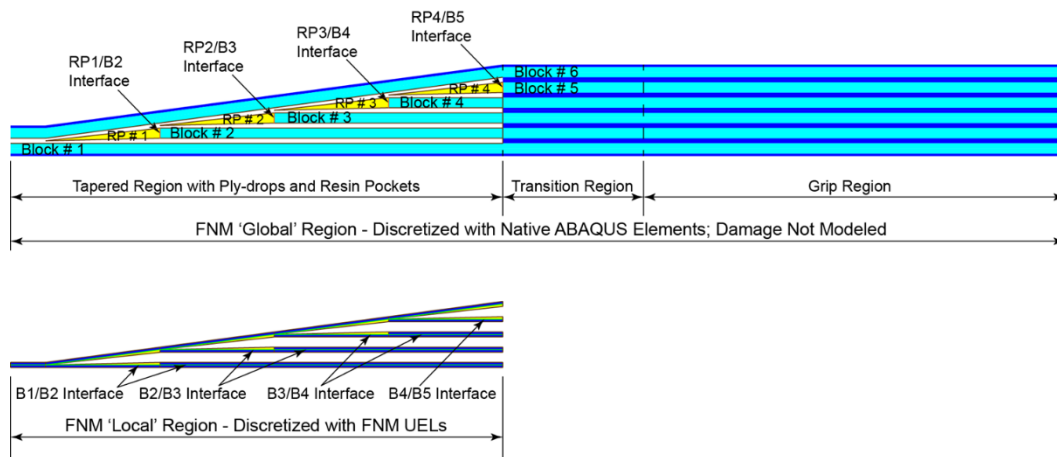 RP4/B5
Interface
RP3/B4
Interface
RP2/B3
Interface
RP1/B2
Interface
Block # 6
RP # 4
Block # 5
RP # 3
Block # 4
RP # 2
Block # 3
RP # 1
Block # 2
Block # 1
Tapered Region with Ply-drops and Resin Pockets
Transition Region
Grip Region
FNM ‘Global’ Region - Discretized with Native ABAQUS Elements; Damage Not Modeled
B1/B2 Interface
B2/B3 Interface
B3/B4 Interface
B4/B5 Interface
FNM ‘Local’ Region - Discretized with FNM UELs